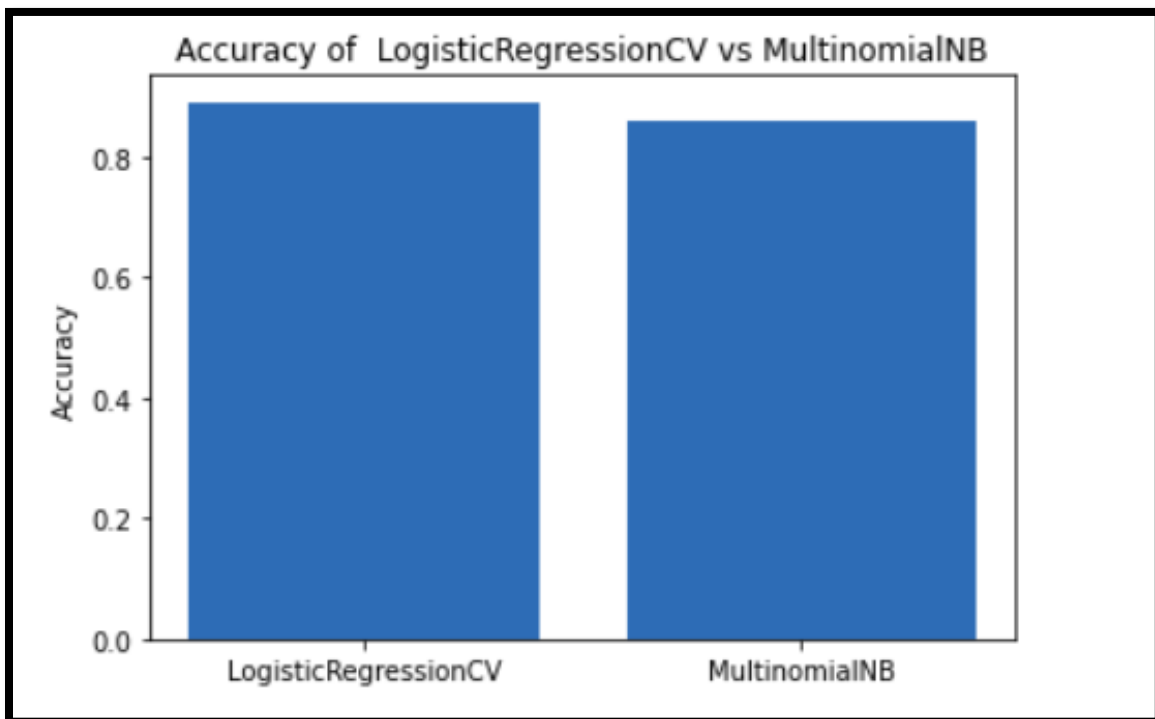 Accuracy of  LogisticRegressionCV vs MultinomialNB
0.8
0.6
0.4
0.2
0.0
Accuracy
LogisticRegressionCV
MultinomialNB